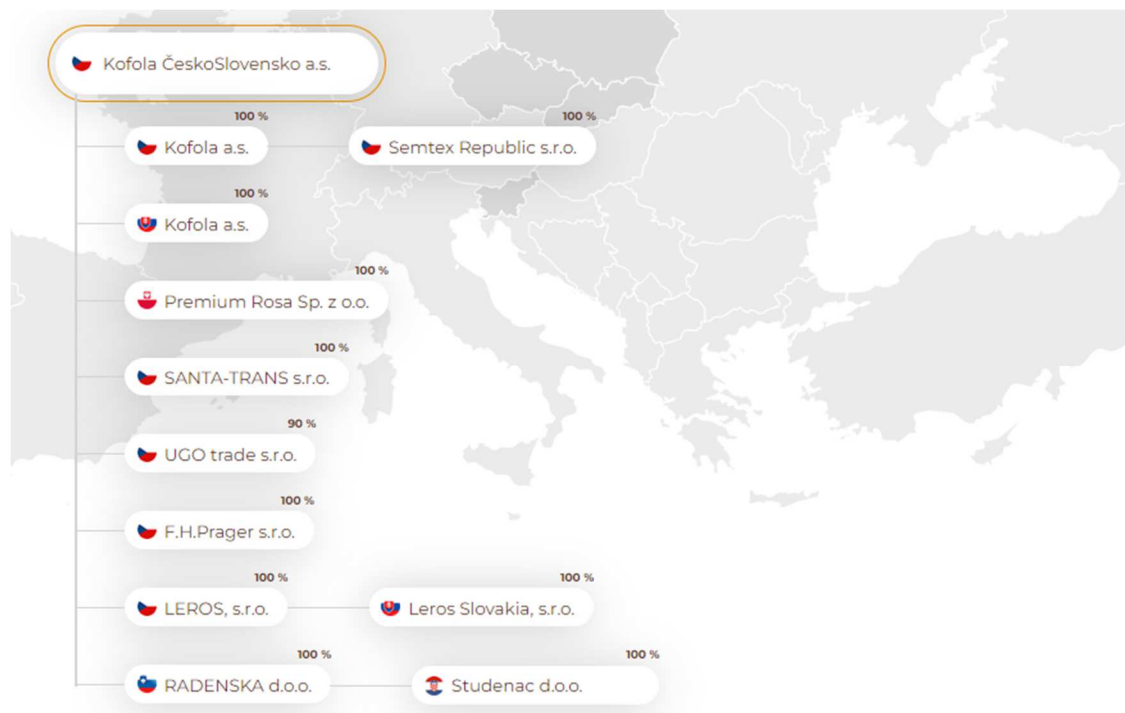 Kofola ČeskoSlovensko a.s.
100 % 100 %
Kofola a.s. Semtex Republic s.r.o.
100 %
Kofola a.s.
100 %
Premium Rosa Sp. z o.o.
100 %
SANTA-TRANS s.r.o.
90 %
UGO trade s.r.o.
100 %
F.H.Prager s.r.o.
100 % 100 %
LEROS, s.r.o. Leros Slovakia, s.r.o.
100 % 100 %
RADENSKA d.o.o. Studenac d.o.o.